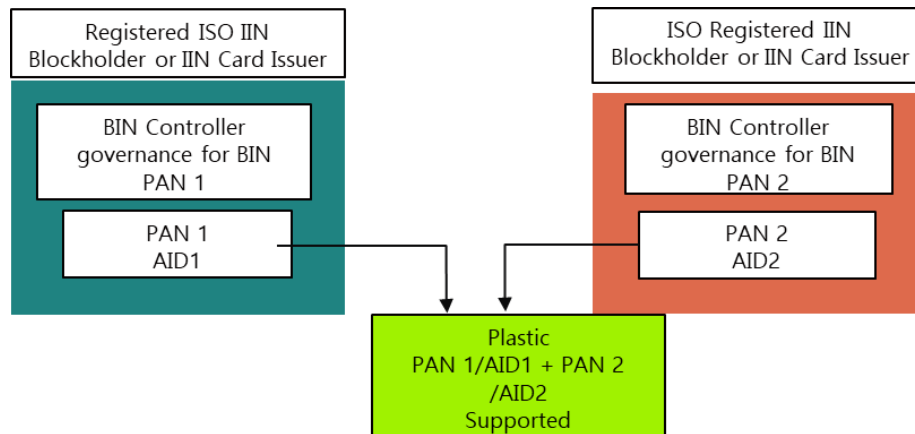 Registered ISO IIN
Blockholder or IIN Card Issuer
BIN Controller
governance for BIN
PAN 1
PAN 1
AID1
ISO Registered IIN
Blockholder or IIN Card Issuer
BIN Controller
governance for BIN
PAN 2
PAN 2
AID2
Plastic
PAN 1/AID1 + PAN 2
/AID2
Supported